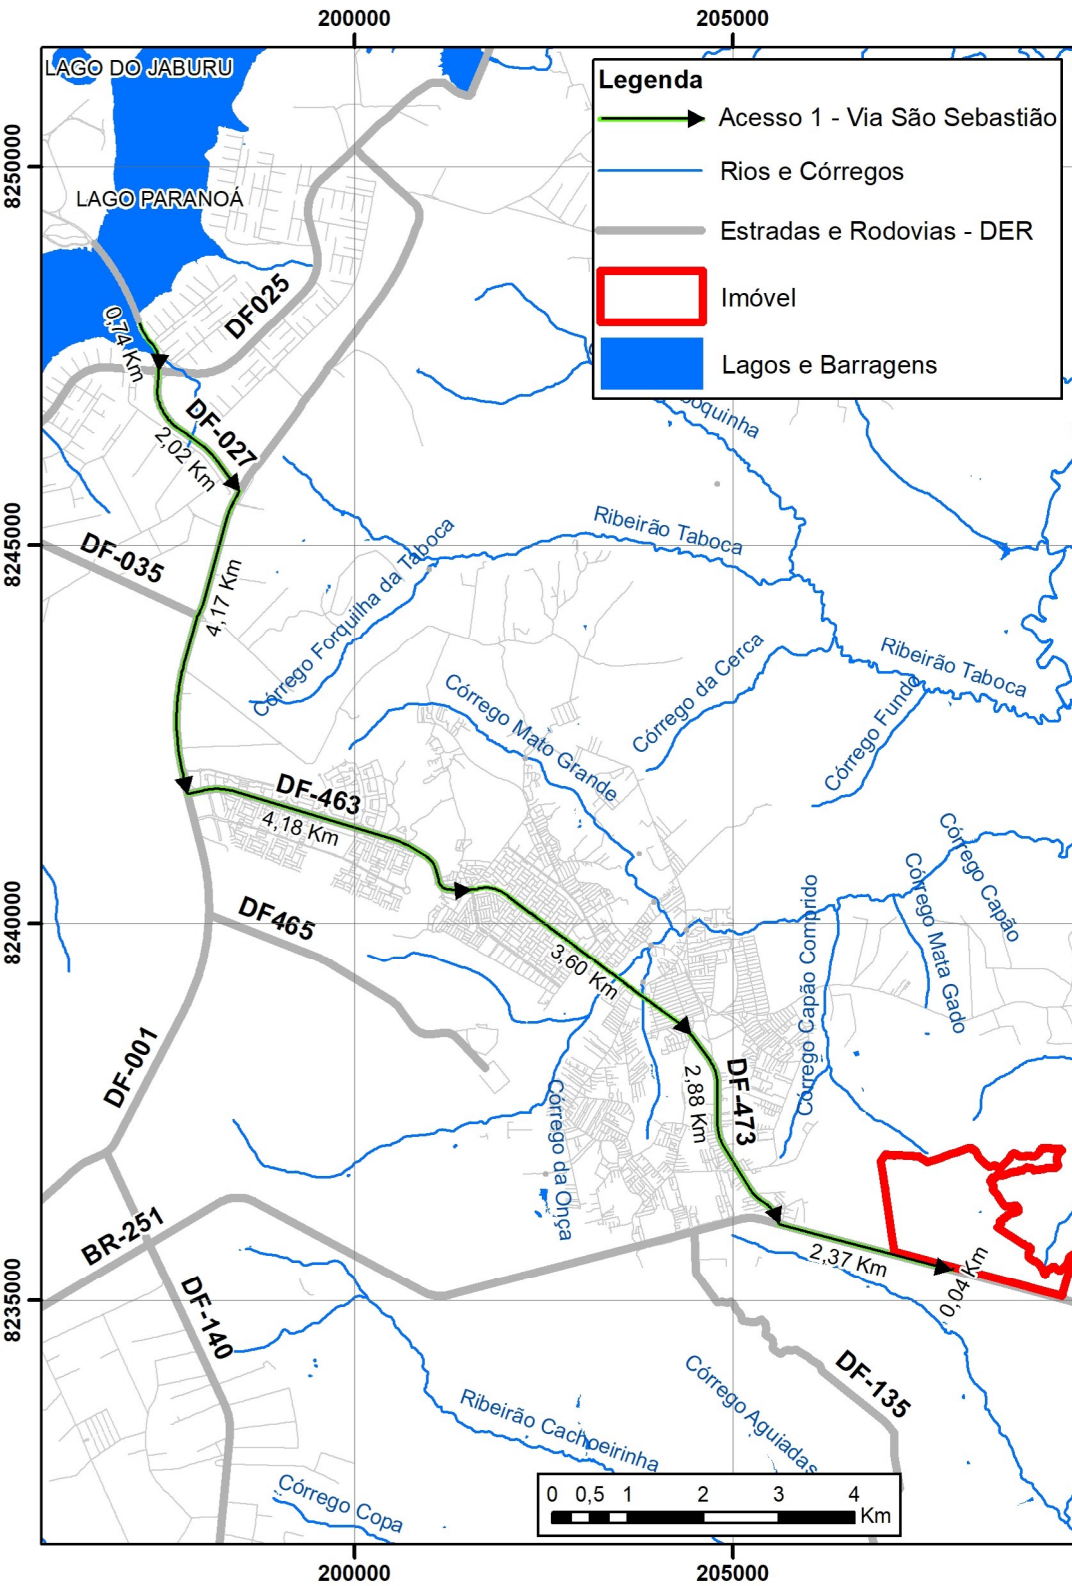 200000
205000
LAGO DO JABURU
Legenda
Acesso 1 - Via São Sebastião
Rios e Córregos
Estradas e Rodovias - DER
Imóvel
Lagos e Barragens
8250000
LAGO PARANOÁ
DF025
0,74 Km
DF-027
2,02 Km
oquinha
8245000
DF-035
4,17 Km
Córrego Forquilha da Taboca
Ribeirão Taboca
Ribeirão Taboca
Córrego da Cerca
Córrego Fundo
Córrego Mato Grande
DF-463
4,18 Km
Córrego Capão
Córrego Mata Gado
Córrego Capão Comprido
8240000
DF465
3,60 Km
DF-001
DF-473
2,88 Km
Córrego da Onça
BR-251
2,37 Km
0,04 Km
8235000
DF-140
DF-135
Córrego Aguiadas
Ribeirão Cachoeirinha
Córrego Copa
0 0,5 1 2 3 4
Km
200000
205000